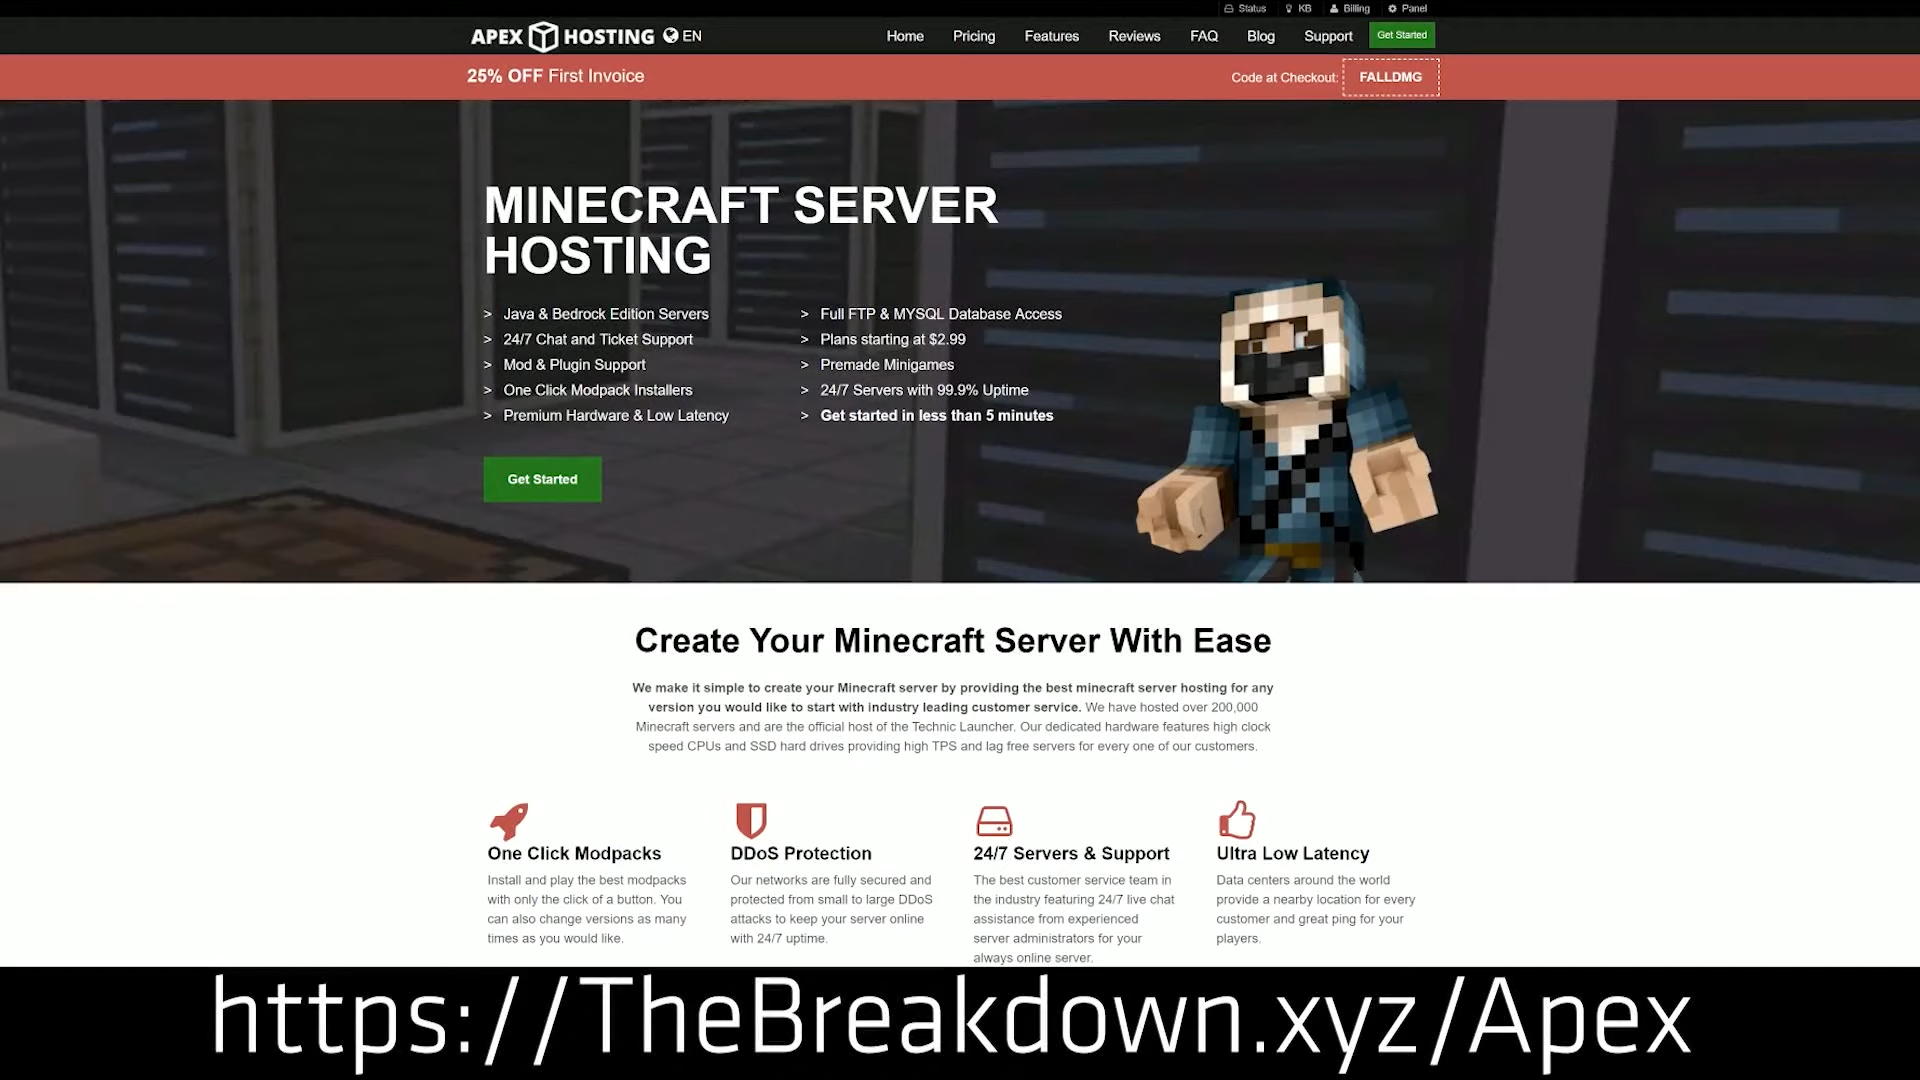 Status KB Billing Panel
APEX HOSTING EN Home Pricing Features Reviews FAQ Blog Support Get Started
25% OFF First Invoice Code at Checkout: FALLDMG
MINECRAFT SERVER
HOSTING
> Java & Bedrock Edition Servers
> 24/7 Chat and Ticket Support
> Mod & Plugin Support
> One Click Modpack Installers
> Premium Hardware & Low Latency
> Full FTP & MYSQL Database Access
> Plans starting at $2.99
> Premade Minigames
> 24/7 Servers with 99.9% Uptime
> Get started in less than 5 minutes
Get Started
Create Your Minecraft Server With Ease
We make it simple to create your Minecraft server by providing the best minecraft server hosting for any
version you would like to start with industry leading customer service. We have hosted over 200,000
Minecraft servers and are the official host of the Technic Launcher. Our dedicated hardware features high clock
speed CPUs and SSD hard drives providing high TPS and lag free servers for every one of our customers.
One Click Modpacks
Install and play the best modpacks
with only the click of a button. You
can also change versions as many
times as you would like.
DDoS Protection
Our networks are fully secured and
protected from small to large DDoS
attacks to keep your server online
with 24/7 uptime.
24/7 Servers & Support
The best customer service team in
the industry featuring 24/7 live chat
assistance from experienced
server administrators for your
always online server.
Ultra Low Latency
Data centers around the world
provide a nearby location for every
customer and great ping for your
players.
https://TheBreakdown.xyz/Apex